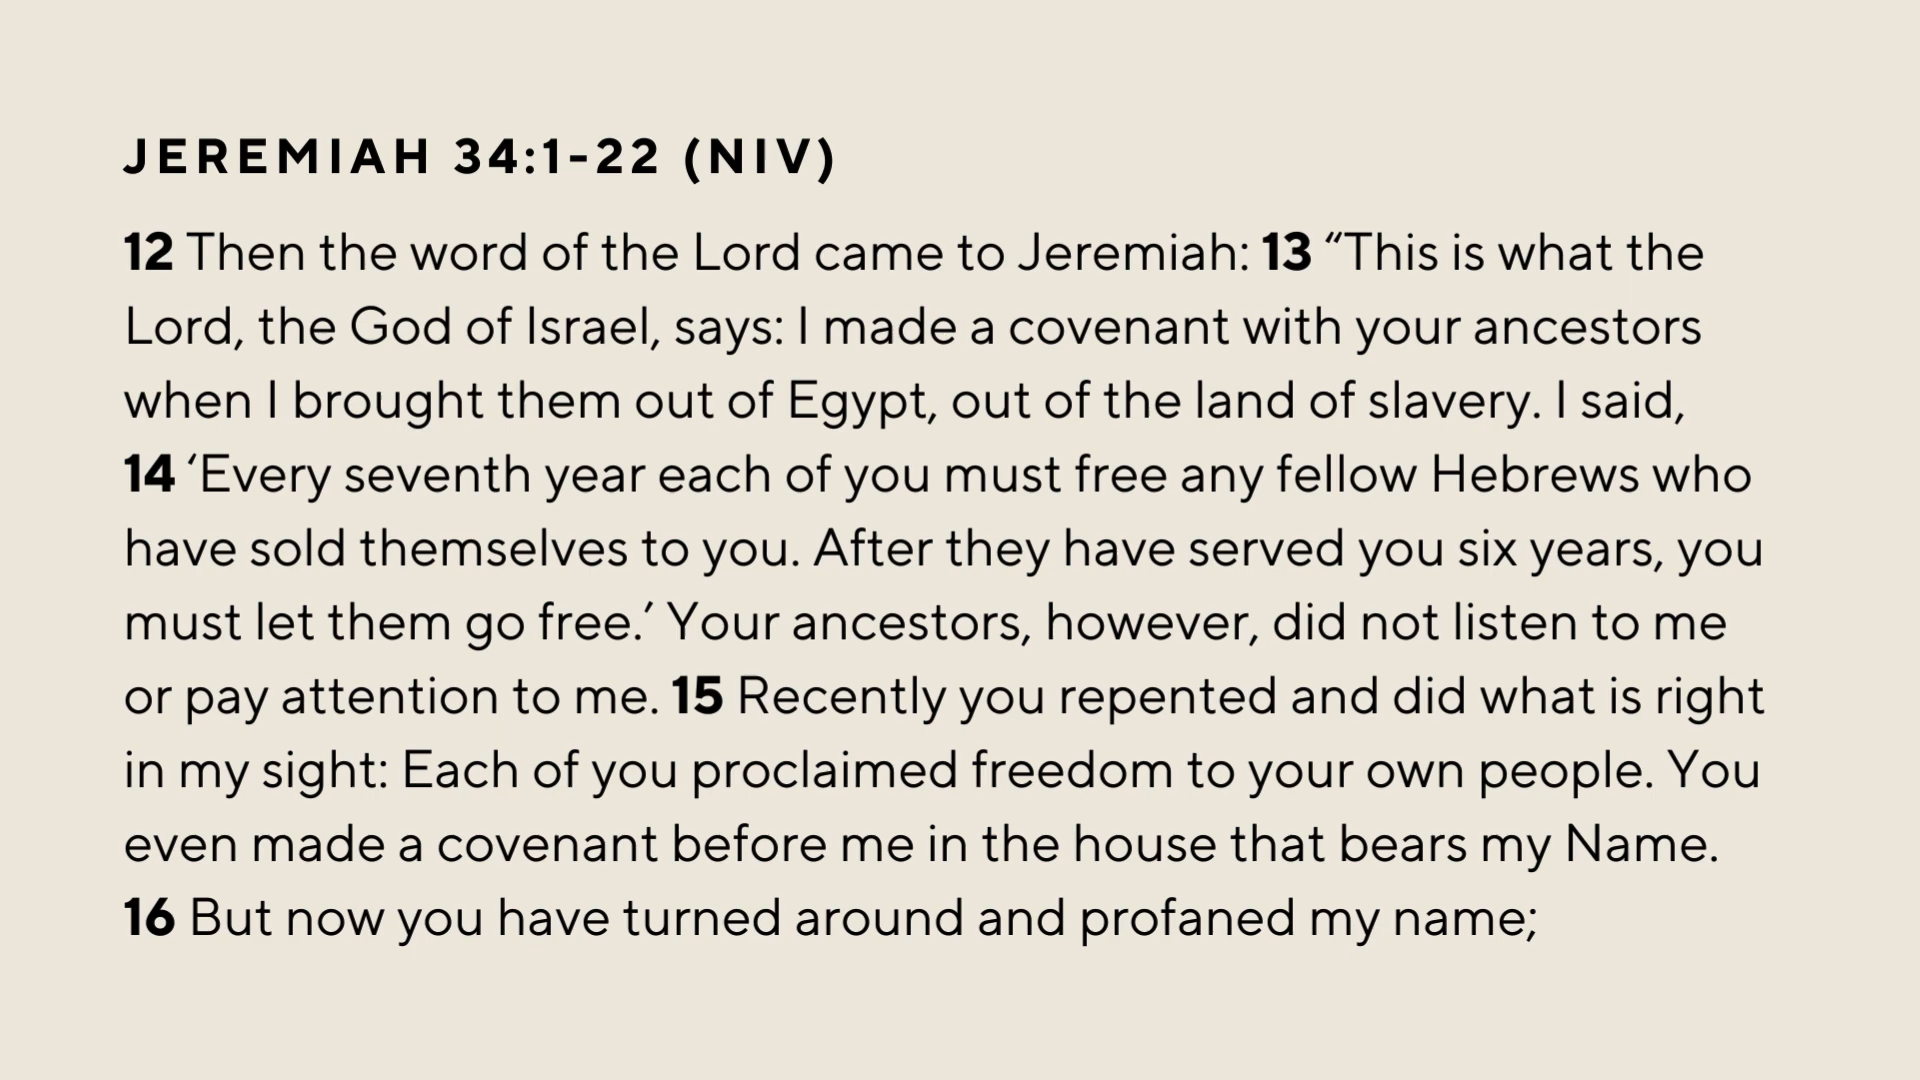 JEREMIAH 34:1-22 (NIV)
12 Then the word of the Lord came to Jeremiah: 13 “This is what the
Lord, the God of Israel, says: I made a covenant with your ancestors
when I brought them out of Egypt, out of the land of slavery. I said,
14 ‘Every seventh year each of you must free any fellow Hebrews who
have sold themselves to you. After they have served you six years, you
must let them go free.’ Your ancestors, however, did not listen to me
or pay attention to me. 15 Recently you repented and did what is right
in my sight: Each of you proclaimed freedom to your own people. You
even made a covenant before me in the house that bears my Name.
16 But now you have turned around and profaned my name;